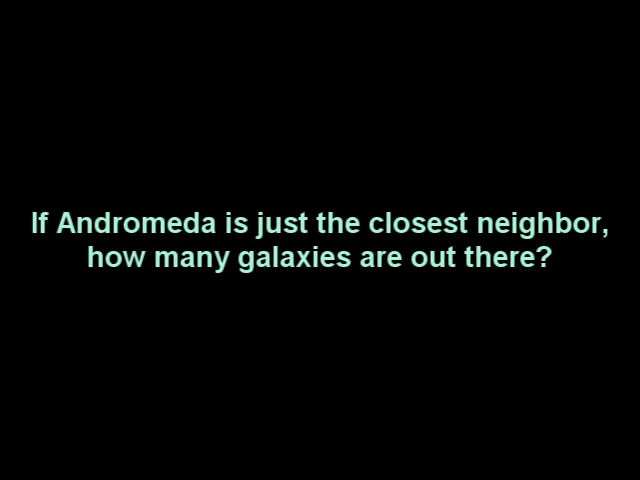 If Andromeda is just the closest neighbor,
how many galaxies are out there?